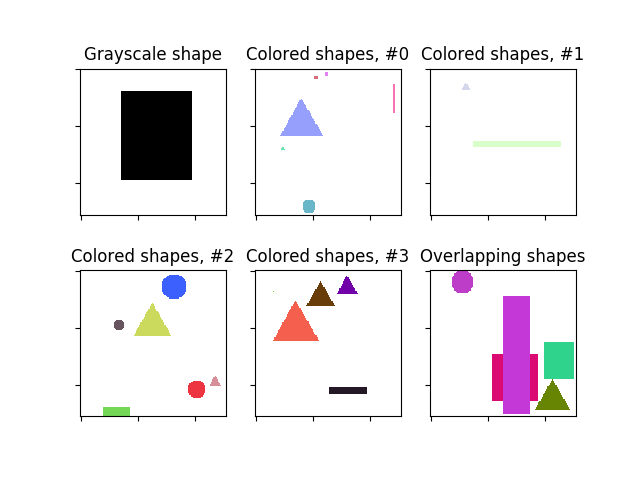 Grayscale shape
Colored shapes, #0
Colored shapes, #1
Colored shapes, #2
Colored shapes, #3
Overlapping shapes